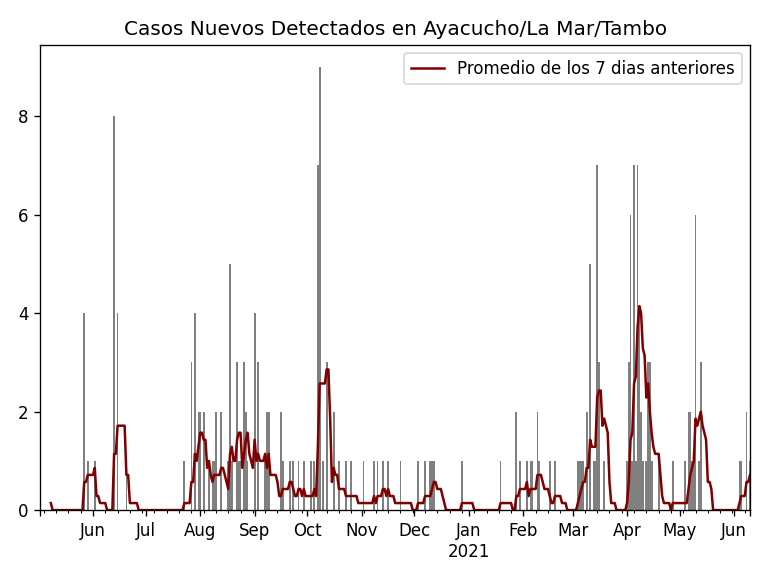 Casos Nuevos Detectados en Ayacucho/La Mar/Tambo
Promedio de los 7 dias anteriores
8
6
4
2
0
Jun Jul Aug Sep Oct Nov Dec Jan Feb Mar Apr May Jun
2021